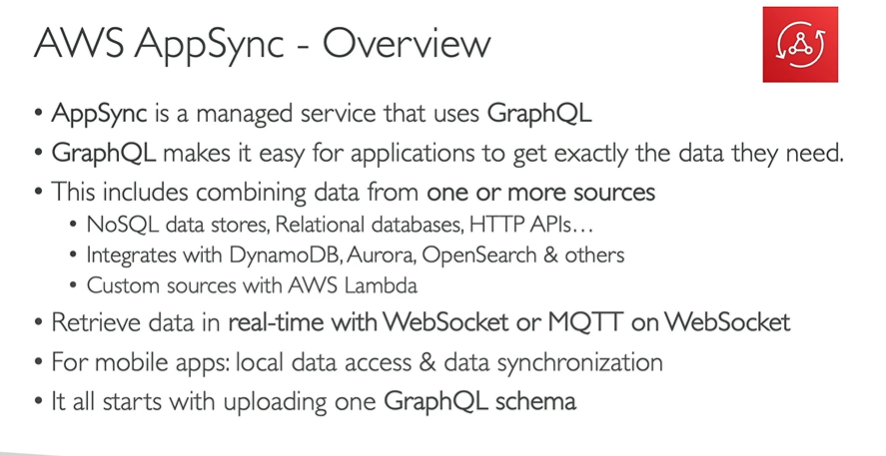 AWS AppSync - Overview
• AppSync is a managed service that uses GraphQL
• GraphQL makes it easy for applications to get exactly the data they need.
• This includes combining data from one or more sources
• NoSQL data stores, Relational databases, HTTP APIs…
• Integrates with DynamoDB, Aurora, OpenSearch & others
• Custom sources with AWS Lambda
• Retrieve data in real-time with WebSocket or MQTT on WebSocket
• For mobile apps: local data access & data synchronization
• It all starts with uploading one GraphQL schema